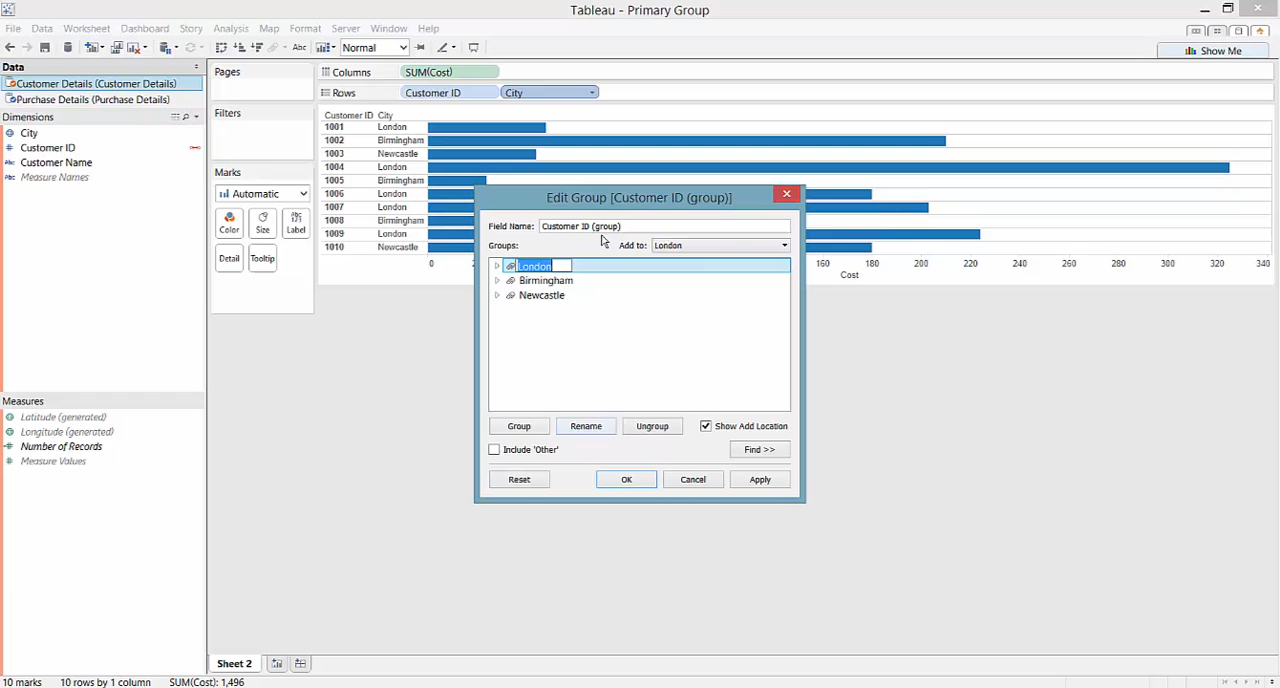 Tableau - Primary Group
File Data Worksheet Dashboard Story Analysis Map Format Server Window Help
Abc Normal
Show Me
Data
Customer Details (Customer Details)
Purchase Details (Purchase Details)
Dimensions
City
Customer ID
Abc Customer Name
Abc Measure Names
Measures
Latitude (generated)
Longitude (generated)
Number of Records
Measure Values
Pages
Filters
Marks
Automatic
Color Size Label
Detail Tooltip
Columns SUM(Cost)
Rows Customer ID City
Customer ID City
1001 London
1002 Birmingham
1003 Newcastle
1004 London
1005 Birmingham
1006 London
1007 London
1008 Birmingham
1009 London
1010 Newcastle
0 2 160 180 200 220 240 260 280 300 320 340
Cost
Edit Group [Customer ID (group)]
Field Name: Customer ID (group)
Groups: Add to: London
London
Birmingham
Newcastle
Group Rename Ungroup Show Add Location
Include 'Other' Find >>
Reset OK Cancel Apply
Sheet 2
10 marks 10 rows by 1 column SUM(Cost): 1,496